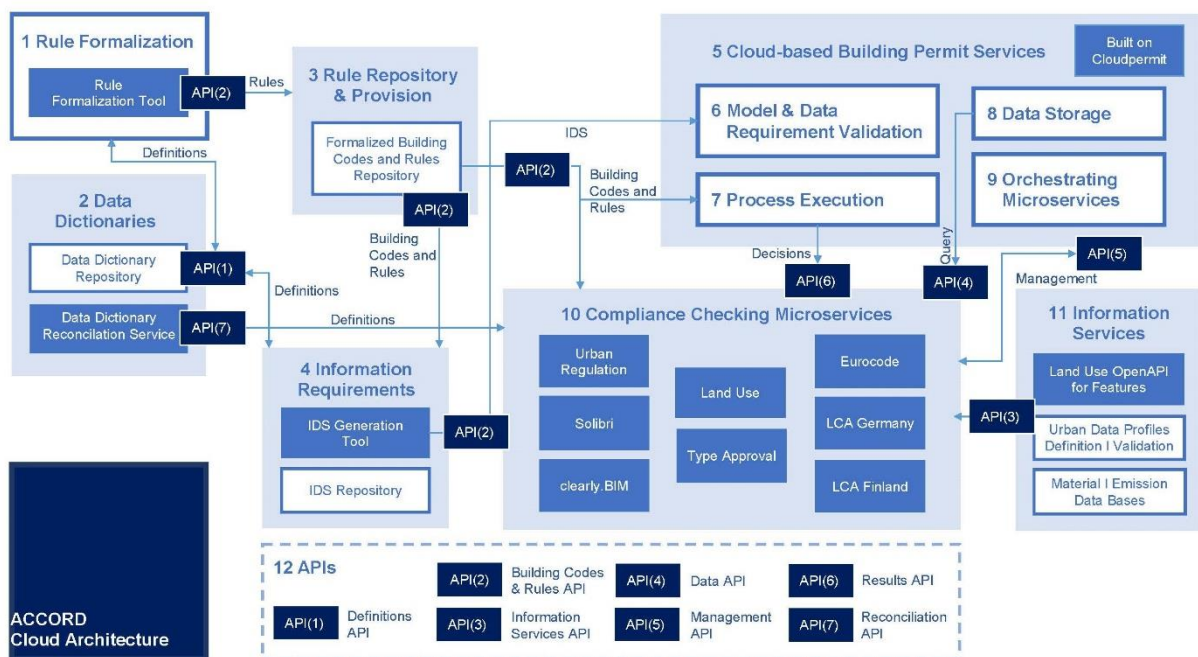 1 Rule Formalization
Rule
Formalization Tool
API(2)
Rules
Definitions
2 Data
Dictionaries
Data Dictionary
Repository
API(1)
Definitions
Data Dictionary
Reconcilation Service
API(7)
Definitions
3 Rule Repository
& Provision
Formalized Building
Codes and Rules
Repository
API(2)
Building
Codes and
Rules
API(2)
IDS
Building
Codes and
Rules
4 Information
Requirements
IDS Generation
Tool
API(2)
IDS Repository
5 Cloud-based Building Permit Services
Built on
Cloudpermit
6 Model & Data
Requirement Validation
7 Process Execution
8 Data Storage
9 Orchestrating
Microservices
Decisions
API(6)
Query
API(4)
API(5)
Management
10 Compliance Checking Microservices
Urban
Regulation
Solibri
clearly.BIM
Land Use
Type Approval
Eurocode
LCA Germany
LCA Finland
API(3)
11 Information
Services
Land Use OpenAPI
for Features
Urban Data Profiles
Definition I Validation
Material I Emission
Data Bases
ACCORD
Cloud Architecture
12 APIs
API(1)
Definitions
API
API(2)
Building Codes
& Rules API
API(3)
Information
Services API
API(4)
Data API
API(5)
Management
API
API(6)
Results API
API(7)
Reconciliation
API